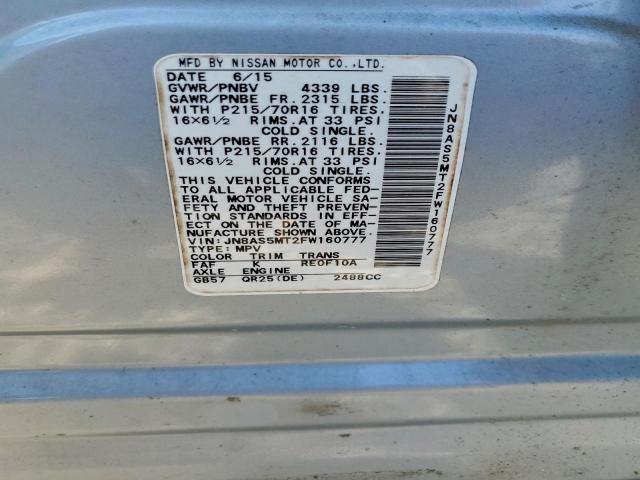 MFD BY NISSAN MOTOR CO.,LTD.
DATE 6/15
GVWR/PNBV 4339 LBS.
GAWR/PNBE FR. 2315 LBS.
WITH P215/70R16 TIRES.
16×6½ RIMS.AT 33 PSI
COLD SINGLE.
GAWR/PNBE RR. 2116 LBS.
WITH P215/70R16 TIRES.
16×6½ RIMS.AT 33 PSI
COLD SINGLE.
THIS VEHICLE CONFORMS
TO ALL APPLICABLE FED-
ERAL MOTOR VEHICLE SA-
FETY AND THEFT PREVEN-
TION STANDARDS IN EFF-
ECT ON THE DATE OF MA-
NUFACTURE SHOWN ABOVE.
VIN: JN8AS5MT2FW160777
TYPE: MPV
COLOR TRIM TRANS
FAF K RE0F10A
AXLE ENGINE
GB57 QR25(DE) 2488CC
JN8AS5MT2FW160777